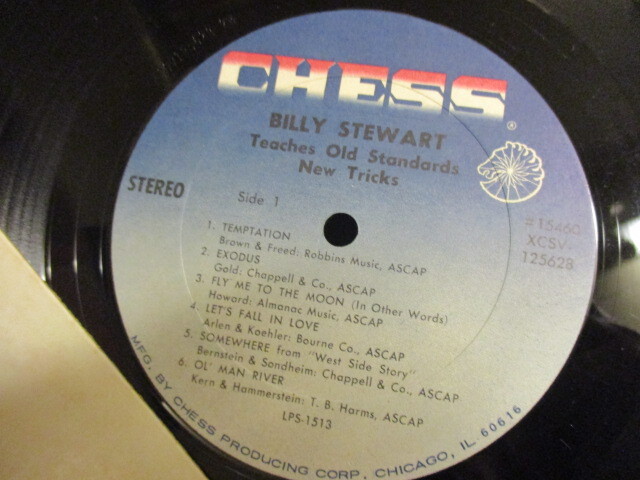 CHESS®
BILLY STEWART
Teaches Old Standards
New Tricks
STEREO
Side 1
#15460
XCSV-
125628
1. TEMPTATION
Brown & Freed: Robbins Music, ASCAP
2. EXODUS
Gold: Chappell & Co., ASCAP
3. FLY ME TO THE MOON (In Other Words)
Howard: Almanac Music, ASCAP
4. LET'S FALL IN LOVE
Arlen & Koehler: Bourne Co., ASCAP
5. SOMEWHERE from "West Side Story"
Bernstein & Sondheim: Chappell & Co., ASCAP
6. OL' MAN RIVER
Kern & Hammerstein: T. B. Harms, ASCAP
LPS-1513
MFG. BY CHESS PRODUCING CORP. CHICAGO, IL. 60616